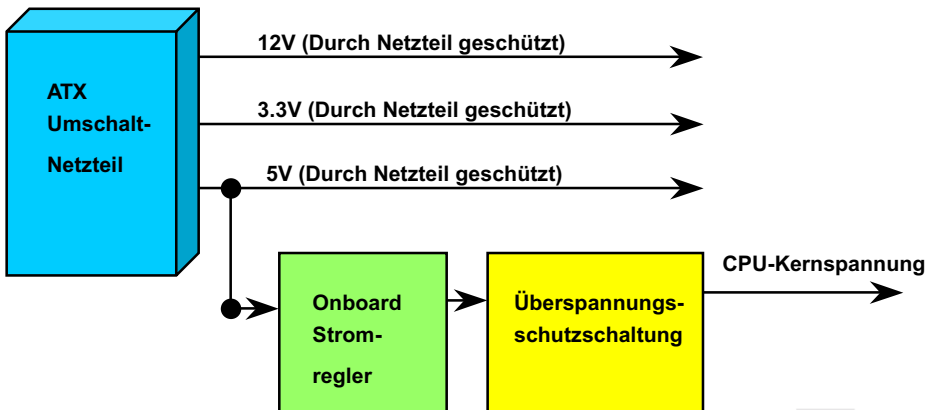 12V (Durch Netzteil geschützt)
ATX
Umschalt-
Netzteil
3.3V (Durch Netzteil geschützt)
5V (Durch Netzteil geschützt)
CPU-Kernspannung
Onboard
Strom-
regler
Überspannungs-
schutzschaltung